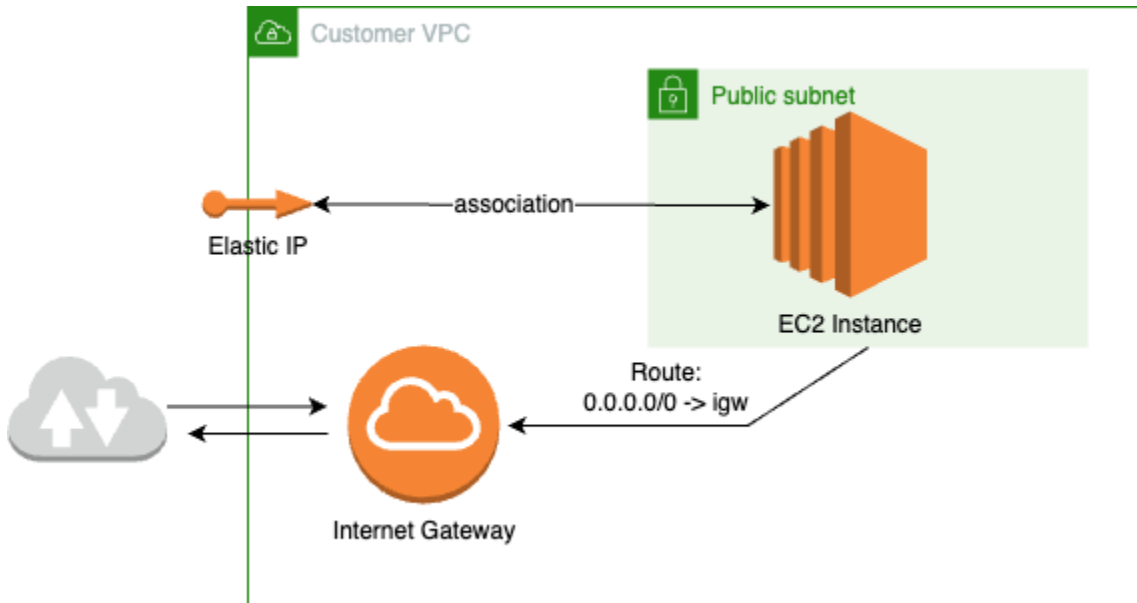 Customer VPC
Public subnet
association
Elastic IP
EC2 Instance
Route:
0.0.0.0/0 -> igw
Internet Gateway